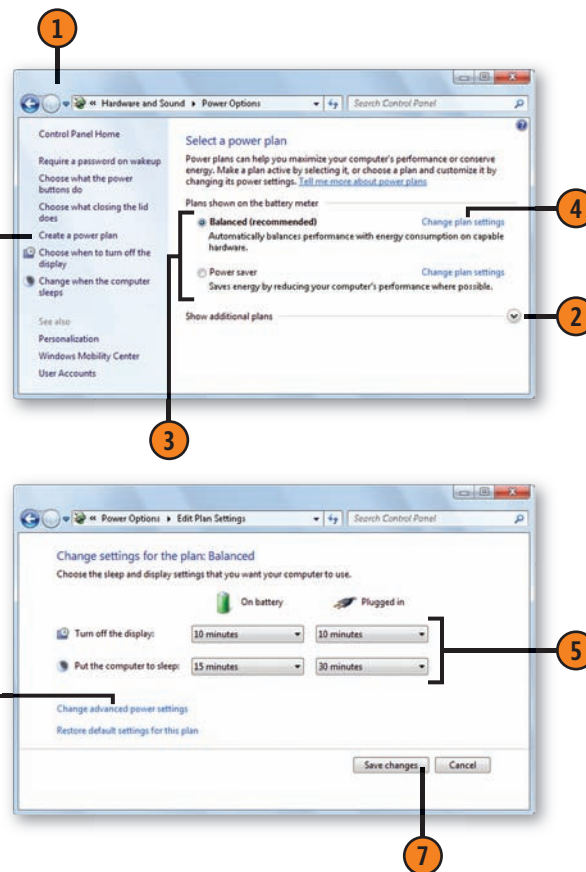 1
« Hardware and Sound ▸ Power Options
Search Control Panel
Control Panel Home
Require a password on wakeup
Choose what the power
buttons do
Choose what closing the lid
does
Create a power plan
Choose when to turn off the
display
Change when the computer
sleeps
See also
Personalization
Windows Mobility Center
User Accounts
Select a power plan
Power plans can help you maximize your computer's performance or conserve
energy. Make a plan active by selecting it, or choose a plan and customize it by
changing its power settings. Tell me more about power plans
Plans shown on the battery meter
Balanced (recommended) Change plan settings
Automatically balances performance with energy consumption on capable
hardware.
Power saver Change plan settings
Saves energy by reducing your computer's performance where possible.
Show additional plans
4
2
3
« Power Options ▸ Edit Plan Settings
Search Control Panel
Change settings for the plan: Balanced
Choose the sleep and display settings that you want your computer to use.
On battery Plugged in
Turn off the display: 10 minutes 10 minutes
Put the computer to sleep: 15 minutes 30 minutes
5
Change advanced power settings
Restore default settings for this plan
Save changes Cancel
7